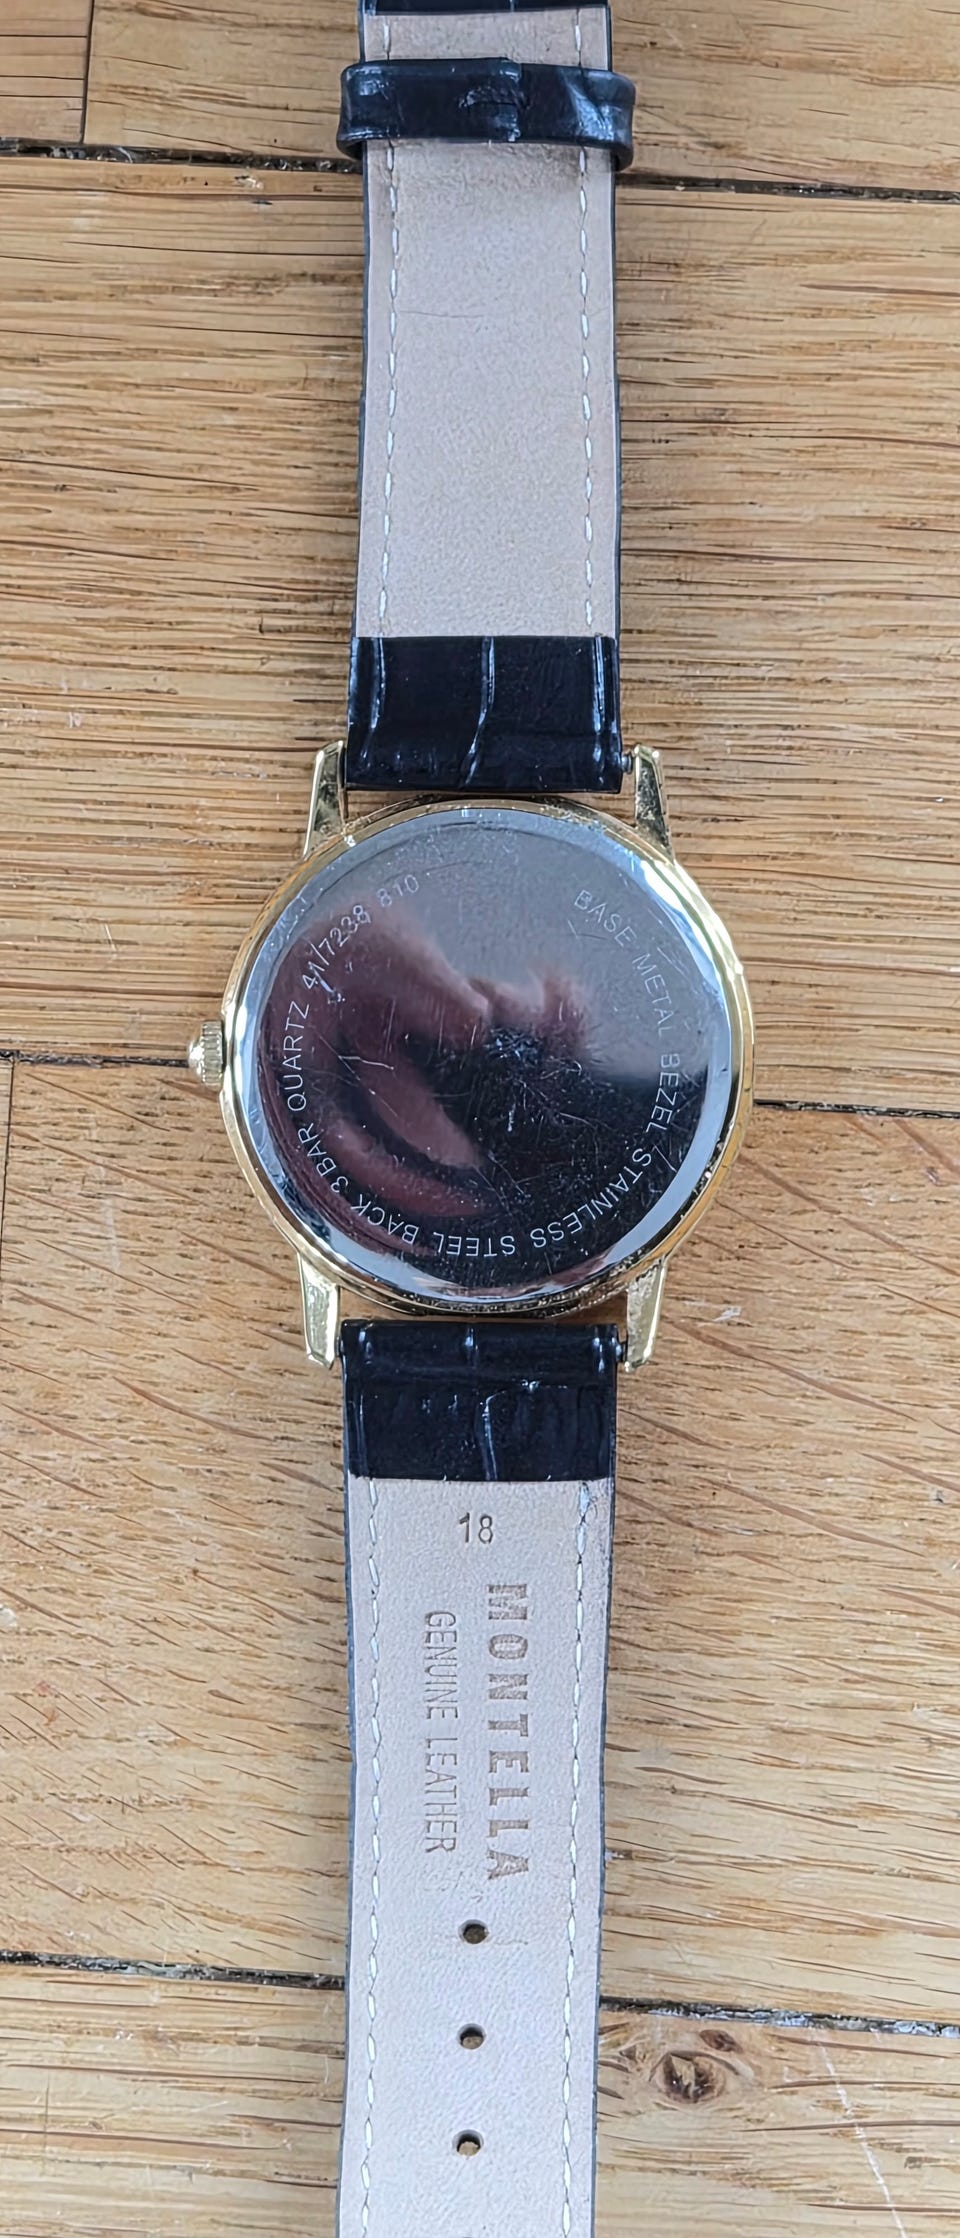 BASE METAL BEZEL STAINLESS STEEL BACK 3 BAR QUARTZ 41/7238 810
18
MONTELLA
GENUINE LEATHER